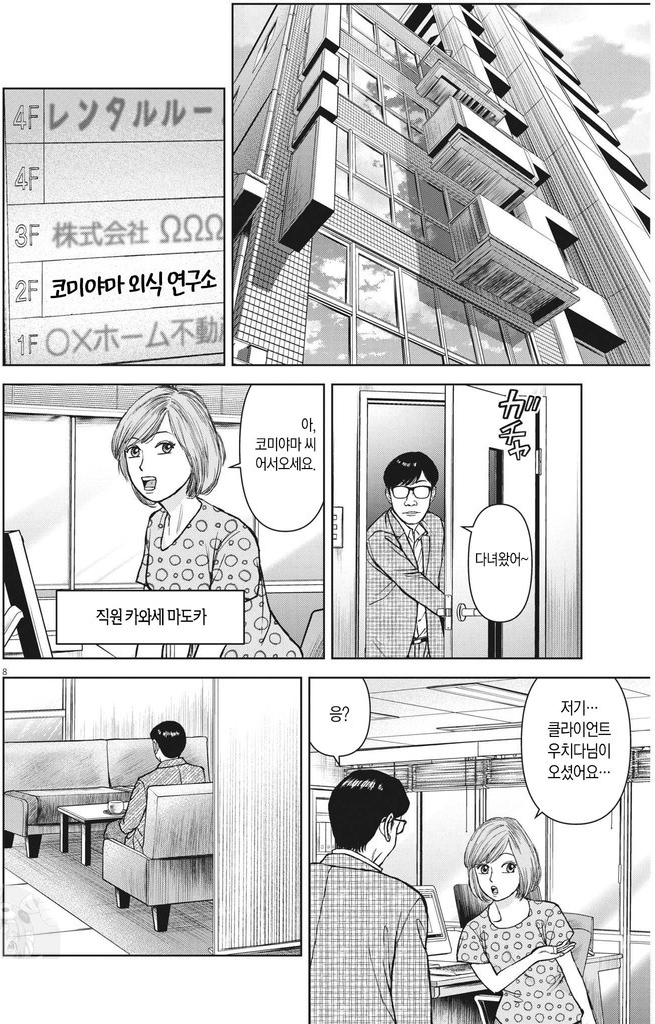 4F レンタルルー
4F
3F 株式会社 ΩΩΩ
2F 코미야마 외식 연구소
1F 〇×ホーム不動産
ガチャ
다녀왔어~
아,
코미야마 씨
어서오세요.
직원 카와세 마도카
저기…
클라이언트
우치다님이
오셨어요…
응?
8